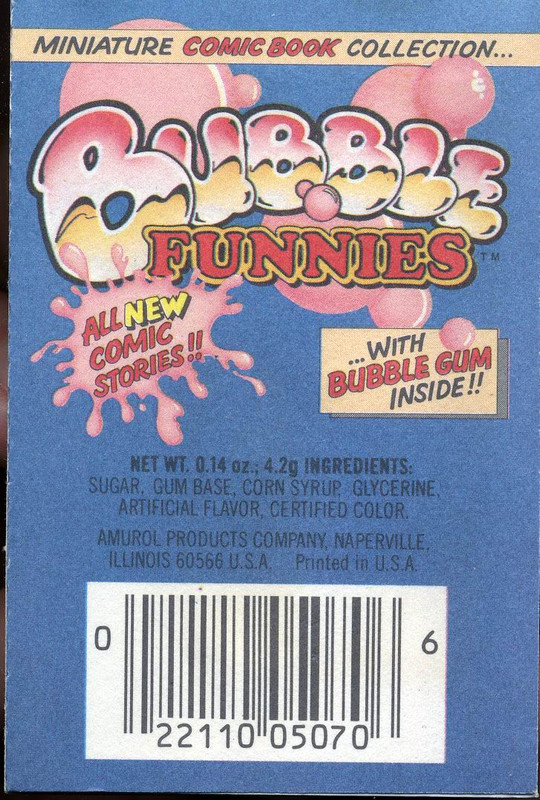 MINIATURE COMIC BOOK COLLECTION...
BUBBLE
FUNNIES TM
ALL NEW
COMIC
STORIES!!
...WITH
BUBBLE GUM
INSIDE!!
NET WT. 0.14 oz.; 4.2g INGREDIENTS:
SUGAR, GUM BASE, CORN SYRUP, GLYCERINE,
ARTIFICIAL FLAVOR, CERTIFIED COLOR.
AMUROL PRODUCTS COMPANY, NAPERVILLE,
ILLINOIS 60566 U.S.A. Printed in U.S.A.
0 22110 05070 6